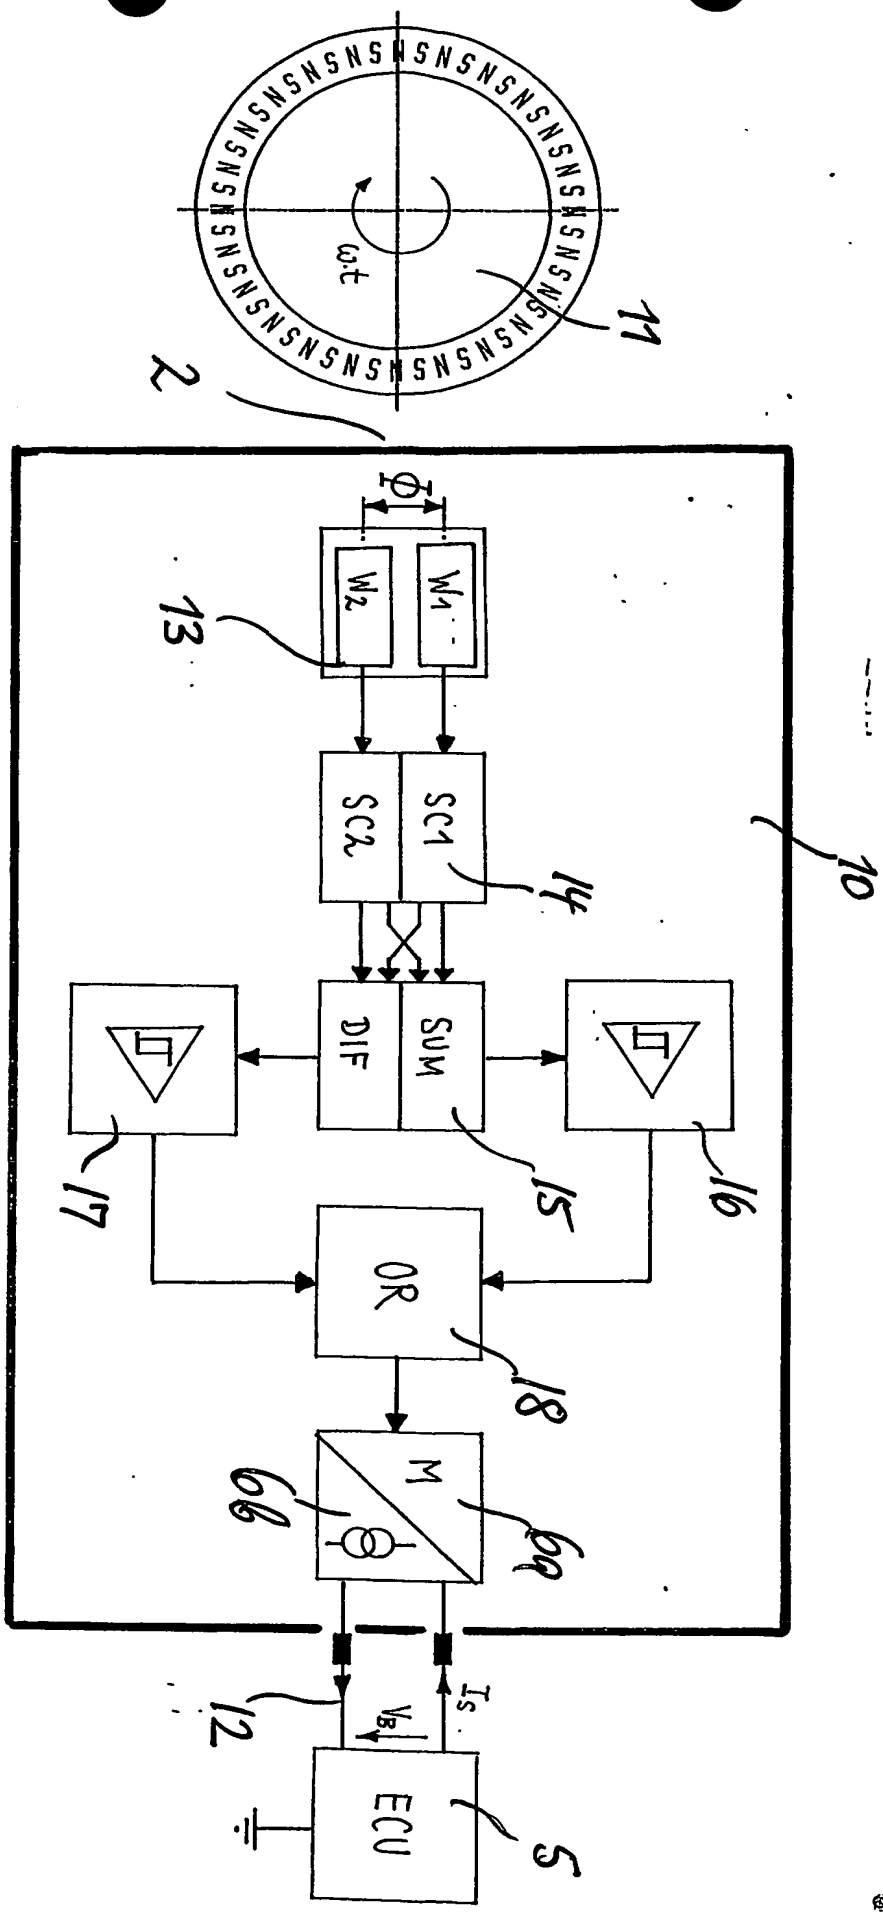 N S N S N S N S N S N S N S N S N S N S N S N S N S N S N S N S N S N S N S N S N S N S N S N S
ω.t
11
2
10
Φ
W1
W2
13
SC1
SC2
14
SUM
DIF
15
16
17
OR
18
M
6a
6b
Is
VB
12
ECU
5